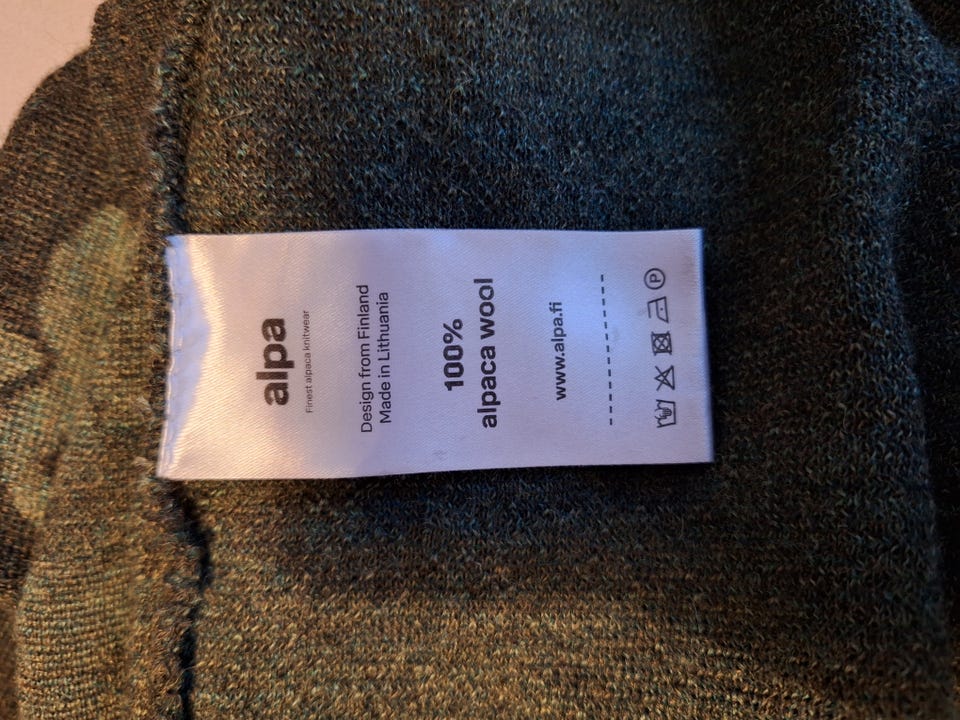 alpa
Finest alpaca knitwear
Design from Finland
Made in Lithuania
100%
alpaca wool
www.alpa.fi
P